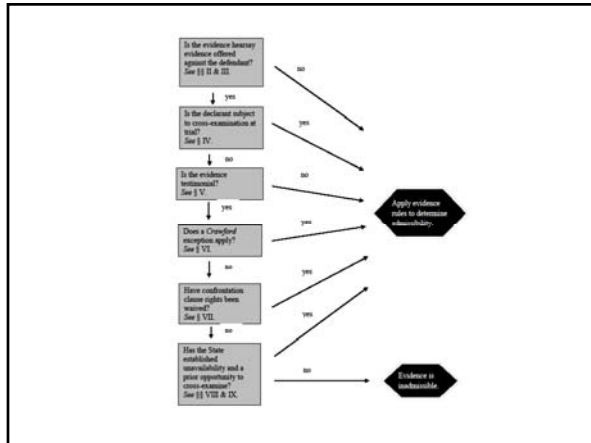 Is the evidence hearsay
evidence offered
against the defendant?
See §§ II & III.
no
yes
Is the declarant subject
to cross-examination at
trial?
See § IV.
yes
no
Is the evidence
testimonial?
See § V.
no
yes
Does a Crawford
exception apply?
See § VI.
yes
no
Have confrontation
clause rights been
waived?
See § VII.
yes
no
Has the State
established
unavailability and a
prior opportunity to
cross-examine?
See §§ VIII & IX.
yes
no
Apply evidence
rules to determine
admissibility.
Evidence is
inadmissible.